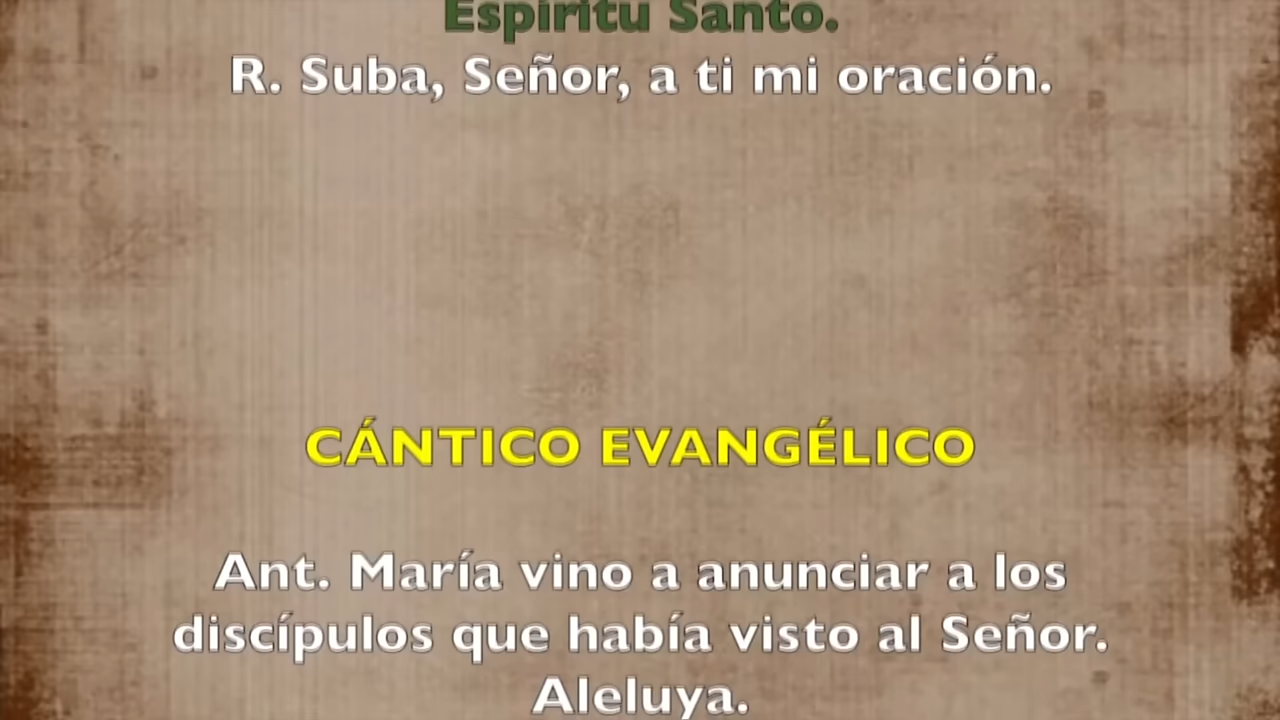 Espíritu Santo.
R. Suba, Señor, a ti mi oración.
CÁNTICO EVANGÉLICO
Ant. María vino a anunciar a los
discípulos que había visto al Señor.
Aleluya.